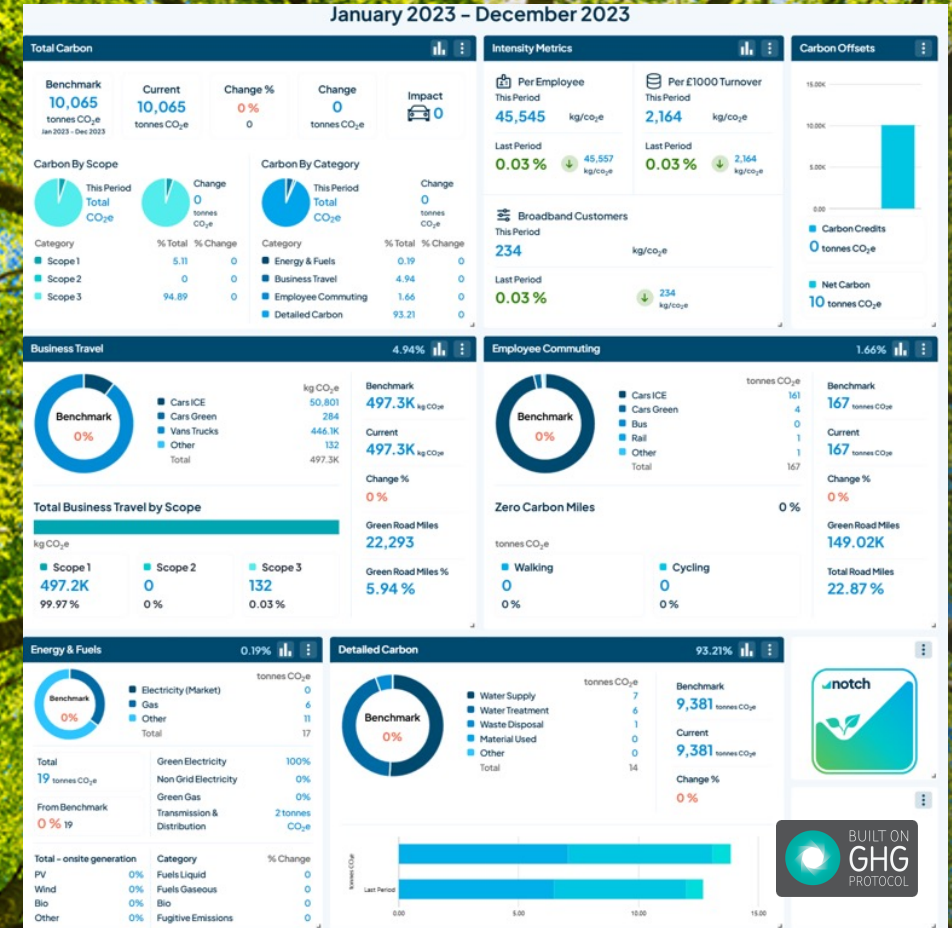 January 2023 – December 2023
Total Carbon
Benchmark
10,065
tonnes CO₂e
Jan 2023 - Dec 2023
Current
10,065
tonnes CO₂e
Change %
0 %
0
Change
0
tonnes CO₂e
Impact
0
Carbon By Scope
This Period
Total
CO₂e
Change
0
tonnes
CO₂e
Category % Total % Change
Scope 1 5.11 0
Scope 2 0 0
Scope 3 94.89 0
Carbon By Category
This Period
Total
CO₂e
Change
0
tonnes
CO₂e
Category % Total % Change
Energy & Fuels 0.19 0
Business Travel 4.94 0
Employee Commuting 1.66 0
Detailed Carbon 93.21 0
Intensity Metrics
Per Employee
This Period
45,545 kg/co₂e
Last Period
0.03 % 45,557
kg/co₂e
Per £1000 Turnover
This Period
2,164 kg/co₂e
Last Period
0.03 % 2,164
kg/co₂e
Broadband Customers
This Period
234 kg/co₂e
Last Period
0.03 % 234
kg/co₂e
Carbon Offsets
15.00K
10.00K
5.00K
0.00
Carbon Credits
0 tonnes CO₂e
Net Carbon
10 tonnes CO₂e
Business Travel 4.94%
Benchmark
0%
kg CO₂e
Cars ICE 50,801
Cars Green 284
Vans Trucks 446.1K
Other 132
Total 497.3K
Total Business Travel by Scope
kg CO₂e
Scope 1
497.2K
99.97 %
Scope 2
0
0 %
Scope 3
132
0.03 %
Benchmark
497.3K kg CO₂e
Current
497.3K kg CO₂e
Change %
0 %
Green Road Miles
22,293
Green Road Miles %
5.94 %
Employee Commuting 1.66%
Benchmark
0%
tonnes CO₂e
Cars ICE 161
Cars Green 4
Bus 0
Rail 1
Other 1
Total 167
Zero Carbon Miles 0 %
tonnes CO₂e
Walking
0
0 %
Cycling
0
0 %
Benchmark
167 tonnes CO₂e
Current
167 tonnes CO₂e
Change %
0 %
Green Road Miles
149.02K
Total Road Miles
22.87 %
Energy & Fuels 0.19%
Benchmark
0%
tonnes CO₂e
Electricity (Market) 0
Gas 6
Other 11
Total 17
Total
19 tonnes CO₂e
From Benchmark
0 % 19
Green Electricity 100%
Non Grid Electricity 0%
Green Gas 0%
Transmission & 2 tonnes
Distribution CO₂e
Total - onsite generation
PV 0%
Wind 0%
Bio 0%
Other 0%
Category % Change
Fuels Liquid 0
Fuels Gaseous 0
Bio 0
Fugitive Emissions 0
Detailed Carbon 93.21%
Benchmark
0%
tonnes CO₂e
Water Supply 7
Water Treatment 6
Waste Disposal 1
Material Used 0
Other 0
Total 14
Benchmark
9,381 tonnes CO₂e
Current
9,381 tonnes CO₂e
Change %
0 %
tonnes CO₂e
Last Period
0.00 5.00 10.00 15.00
notch
BUILT ON
GHG
PROTOCOL